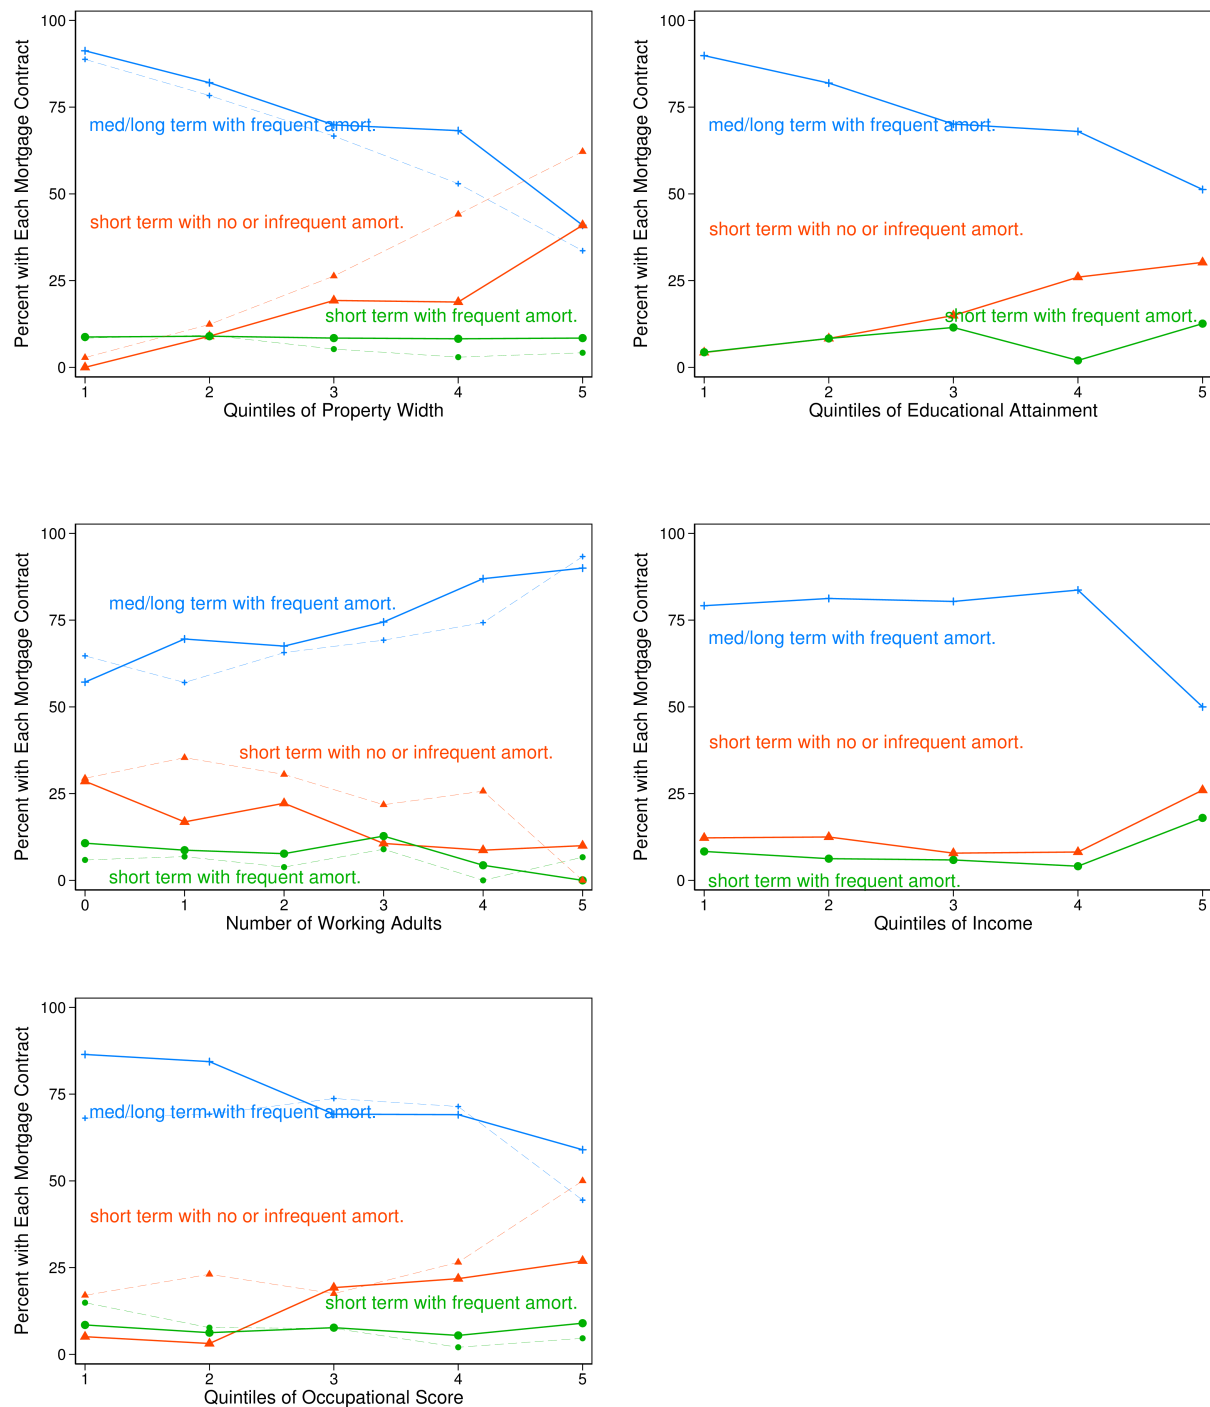 Percent with Each Mortgage Contract
100
75
50
25
0
med/long term with frequent amort.
short term with no or infrequent amort.
short term with frequent amort.
1 2 3 4 5
Quintiles of Property Width
Percent with Each Mortgage Contract
100
75
50
25
0
med/long term with frequent amort.
short term with no or infrequent amort.
short term with frequent amort.
1 2 3 4 5
Quintiles of Educational Attainment
Percent with Each Mortgage Contract
100
75
50
25
0
med/long term with frequent amort.
short term with no or infrequent amort.
short term with frequent amort.
0 1 2 3 4 5
Number of Working Adults
Percent with Each Mortgage Contract
100
75
50
25
0
med/long term with frequent amort.
short term with no or infrequent amort.
short term with frequent amort.
1 2 3 4 5
Quintiles of Income
Percent with Each Mortgage Contract
100
75
50
25
0
med/long term with frequent amort.
short term with no or infrequent amort.
short term with frequent amort.
1 2 3 4 5
Quintiles of Occupational Score